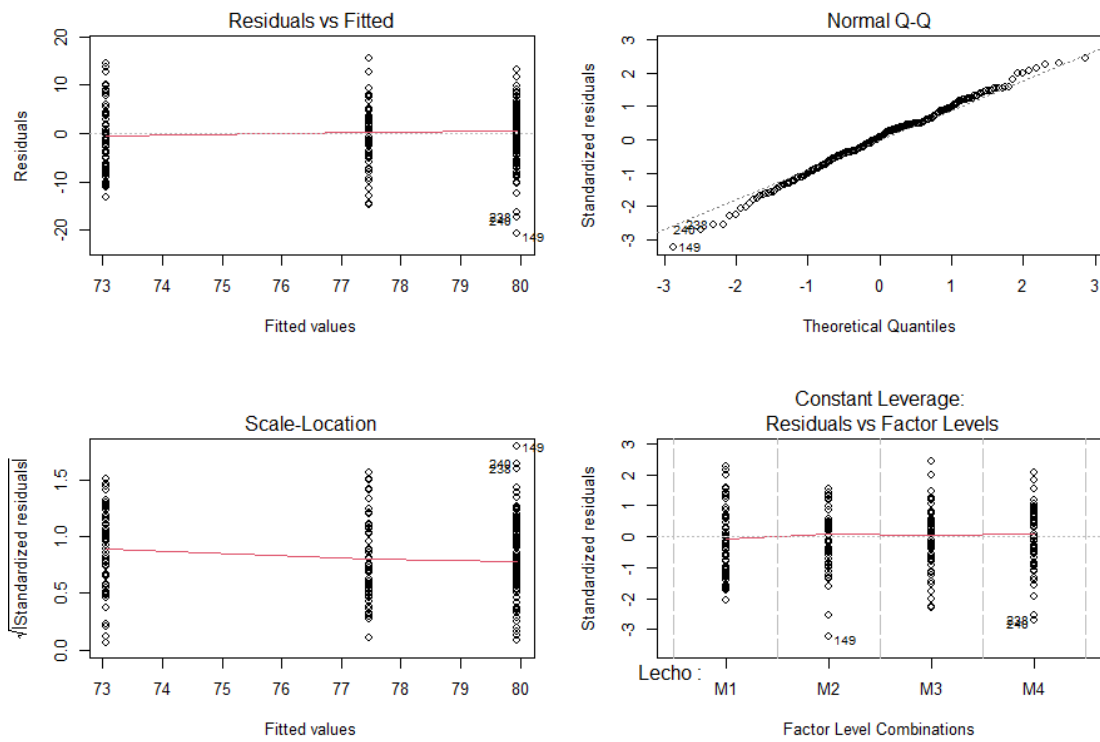 Residuals vs Fitted
20
10
0
-10
-20
Residuals
238
240
149
73 74 75 76 77 78 79 80
Fitted values
Normal Q-Q
3
2
1
0
-1
-2
-3
Standardized residuals
238
240
149
-3 -2 -1 0 1 2 3
Theoretical Quantiles
Scale-Location
1.5
1.0
0.5
0.0
√|Standardized residuals|
149
240
238
73 74 75 76 77 78 79 80
Fitted values
Constant Leverage:
Residuals vs Factor Levels
3
2
1
0
-1
-2
-3
Standardized residuals
149
238
240
Lecho :
M1 M2 M3 M4
Factor Level Combinations